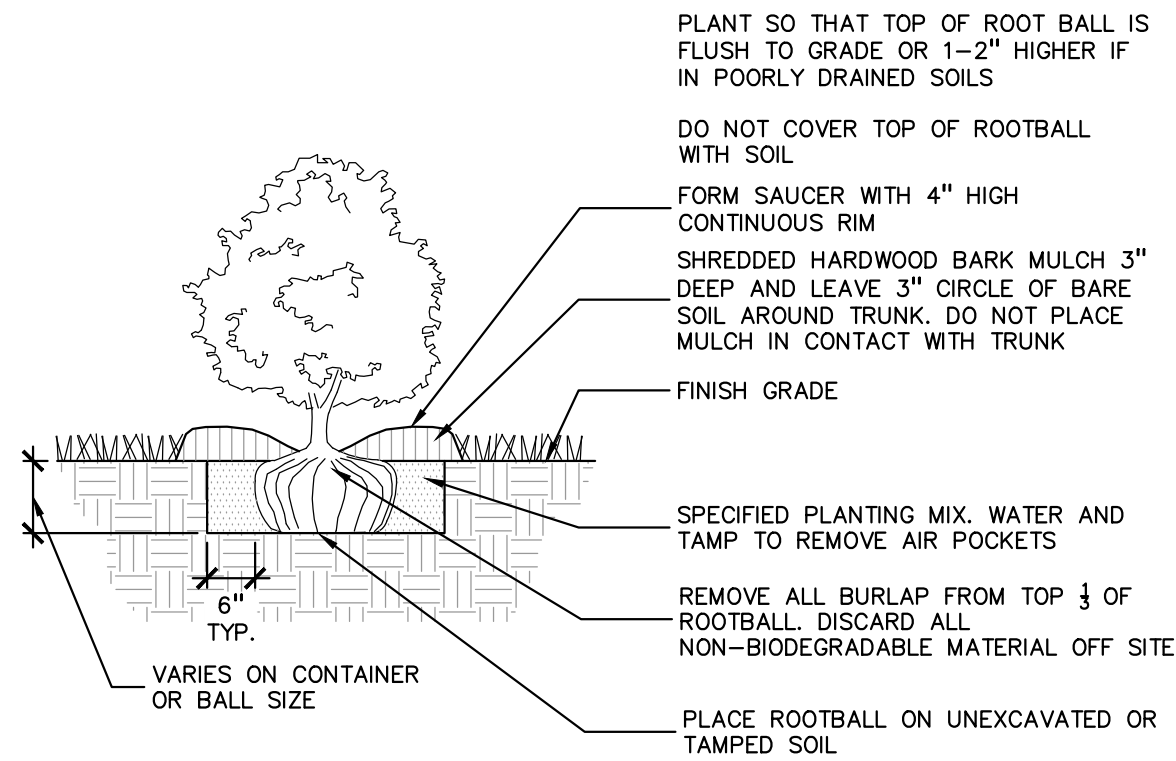 PLANT SO THAT TOP OF ROOT BALL IS
FLUSH TO GRADE OR 1-2" HIGHER IF
IN POORLY DRAINED SOILS
DO NOT COVER TOP OF ROOTBALL
WITH SOIL
FORM SAUCER WITH 4" HIGH
CONTINUOUS RIM
SHREDDED HARDWOOD BARK MULCH 3"
DEEP AND LEAVE 3" CIRCLE OF BARE
SOIL AROUND TRUNK. DO NOT PLACE
MULCH IN CONTACT WITH TRUNK
FINISH GRADE
SPECIFIED PLANTING MIX. WATER AND
TAMP TO REMOVE AIR POCKETS
REMOVE ALL BURLAP FROM TOP 1/3 OF
ROOTBALL. DISCARD ALL
NON-BIODEGRADABLE MATERIAL OFF SITE
PLACE ROOTBALL ON UNEXCAVATED OR
TAMPED SOIL
6"
TYP.
VARIES ON CONTAINER
OR BALL SIZE